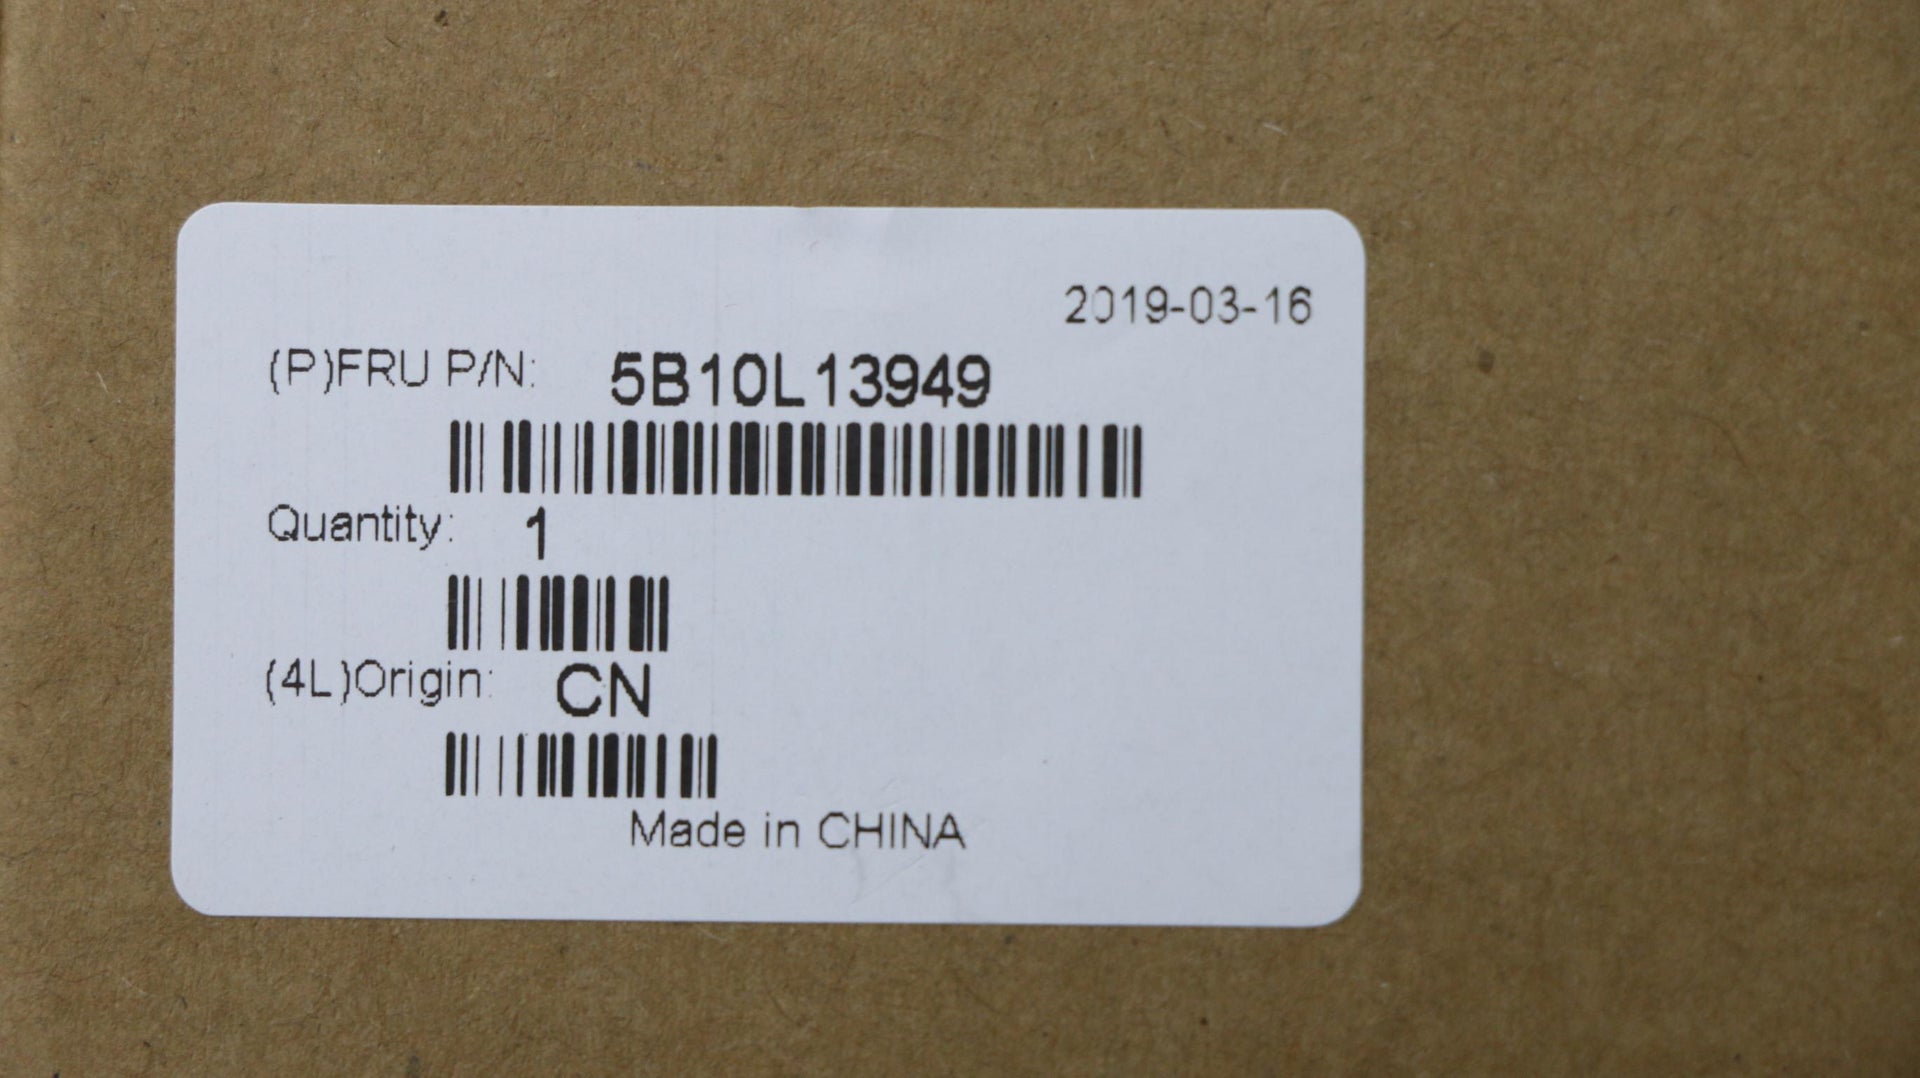 2019-03-16
(P)FRU P/N: 5B10L13949
Quantity: 1
(4L)Origin: CN
Made in CHINA